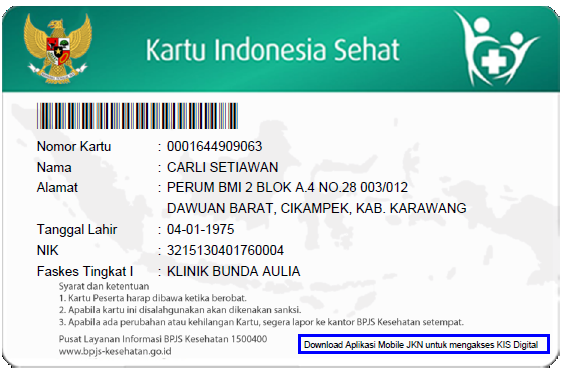 Kartu Indonesia Sehat
Nomor Kartu : 0001644909063
Nama : CARLI SETIAWAN
Alamat : PERUM BMI 2 BLOK A.4 NO.28 003/012
DAWUAN BARAT, CIKAMPEK, KAB. KARAWANG
Tanggal Lahir : 04-01-1975
NIK : 3215130401760004
Faskes Tingkat I : KLINIK BUNDA AULIA
Syarat dan ketentuan
1. Kartu Peserta harap dibawa ketika berobat.
2. Apabila kartu ini disalahgunakan akan dikenakan sanksi.
3. Apabila ada perubahan atau kehilangan Kartu, segera lapor ke kantor BPJS Kesehatan setempat.
Pusat Layanan Informasi BPJS Kesehatan 1500400
www.bpjs-kesehatan.go.id
Download Aplikasi Mobile JKN untuk mengakses KIS Digital